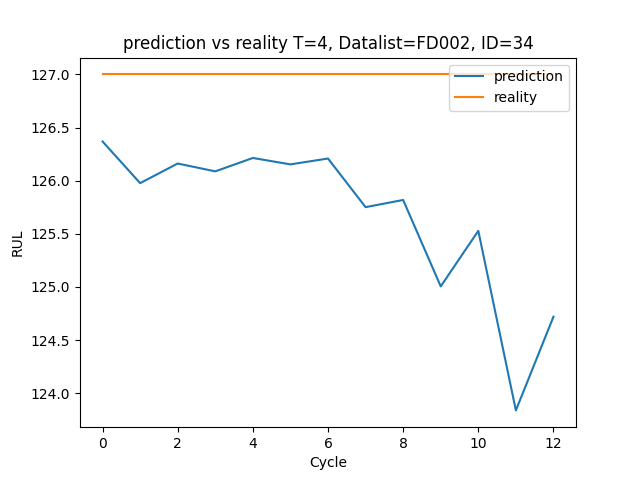 prediction vs reality T=4, Datalist=FD002, ID=34
127.0
126.5
126.0
125.5
125.0
124.5
124.0
RUL
prediction
reality
0 2 4 6 8 10 12
Cycle